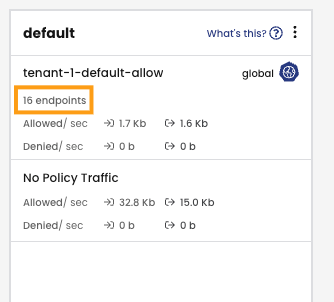 default What's this?
tenant-1-default-allow global
16 endpoints
Allowed/ sec 1.7 Kb 1.6 Kb
Denied/ sec 0 b 0 b
No Policy Traffic
Allowed/ sec 32.8 Kb 15.0 Kb
Denied/ sec 0 b 0 b